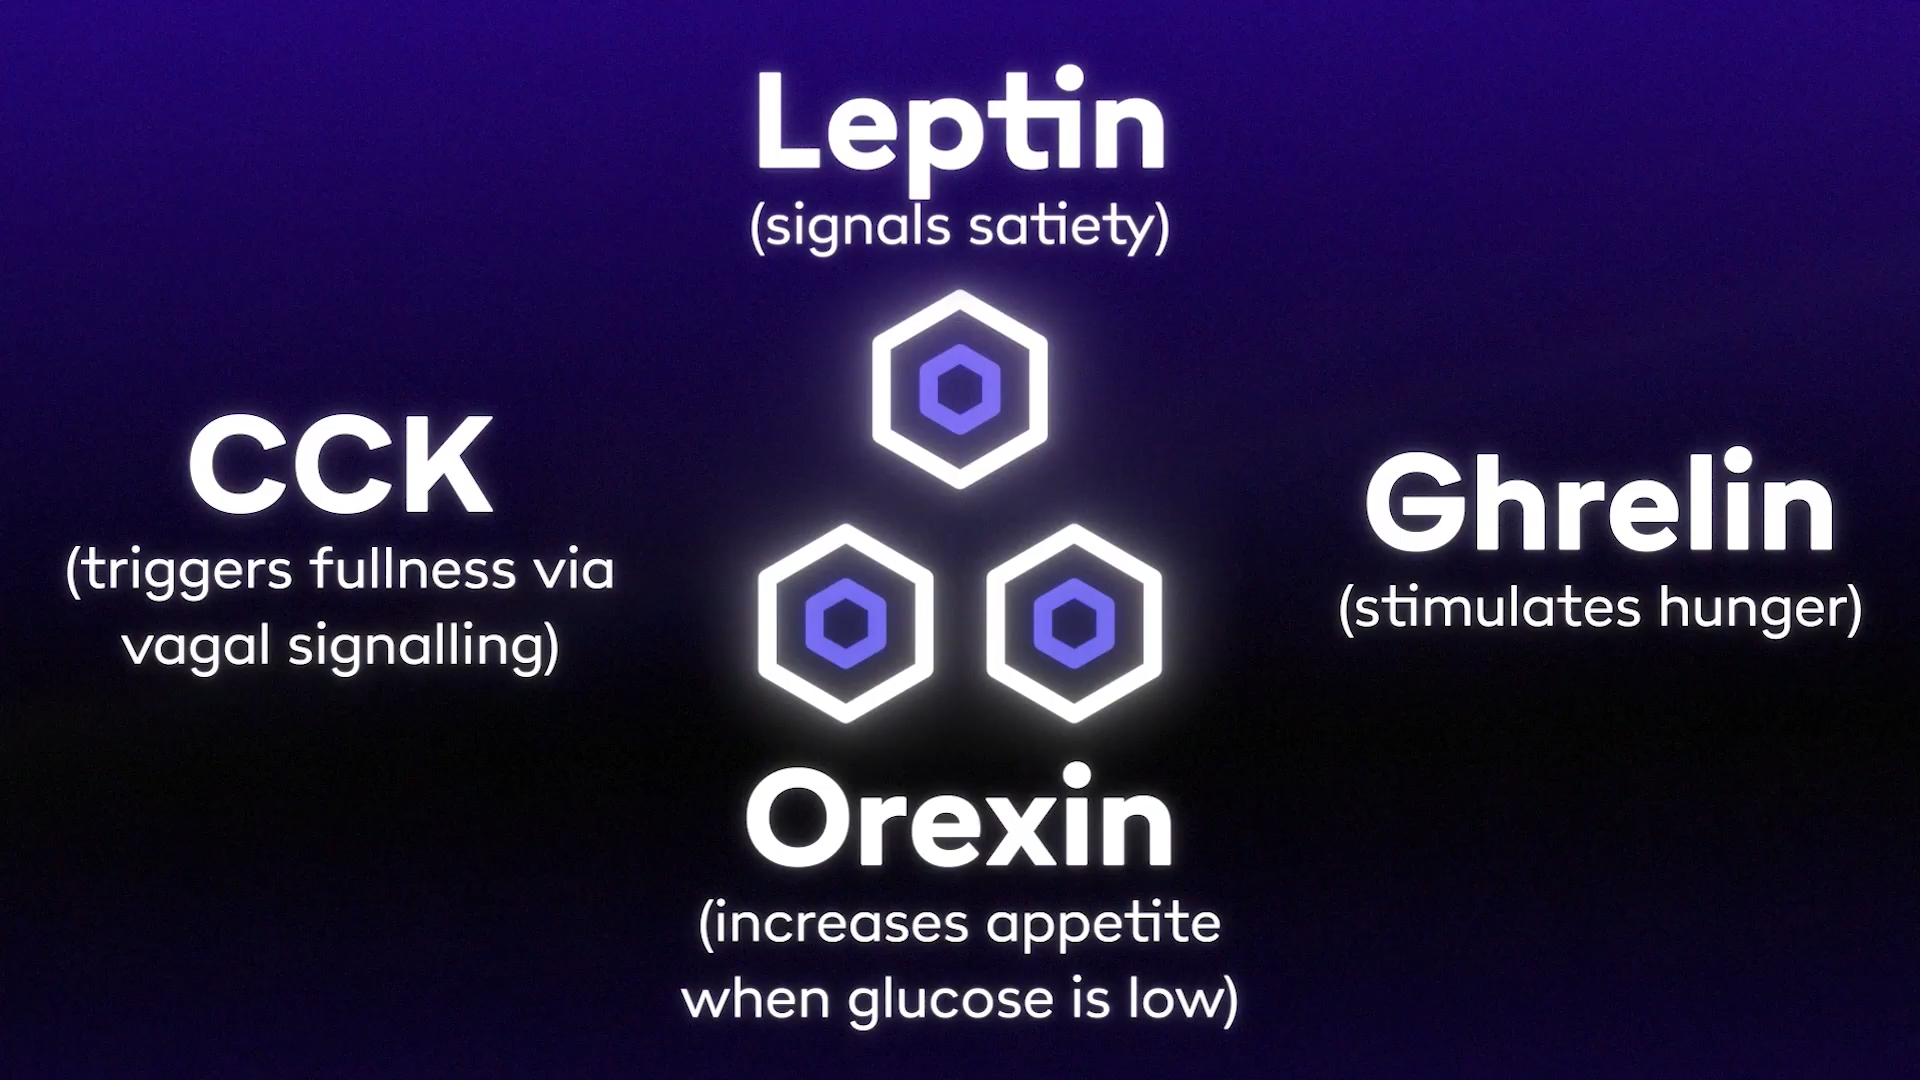 Leptin
(signals satiety)
CCK
(triggers fullness via
vagal signalling)
Ghrelin
(stimulates hunger)
Orexin
(increases appetite
when glucose is low)